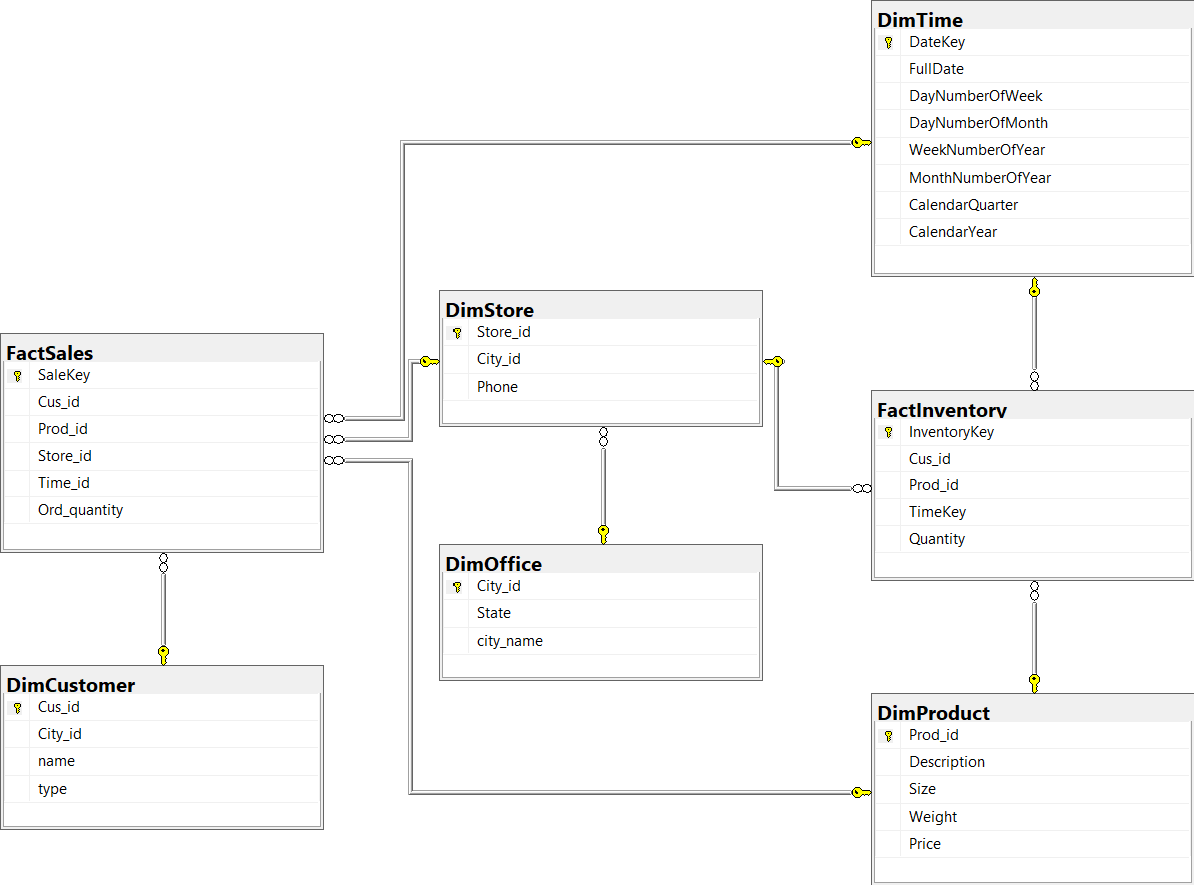 DimTime
DateKey
FullDate
DayNumberOfWeek
DayNumberOfMonth
WeekNumberOfYear
MonthNumberOfYear
CalendarQuarter
CalendarYear
DimStore
Store_id
City_id
Phone
FactSales
SaleKey
Cus_id
Prod_id
Store_id
Time_id
Ord_quantity
FactInventory
InventoryKey
Cus_id
Prod_id
TimeKey
Quantity
DimOffice
City_id
State
city_name
DimCustomer
Cus_id
City_id
name
type
DimProduct
Prod_id
Description
Size
Weight
Price